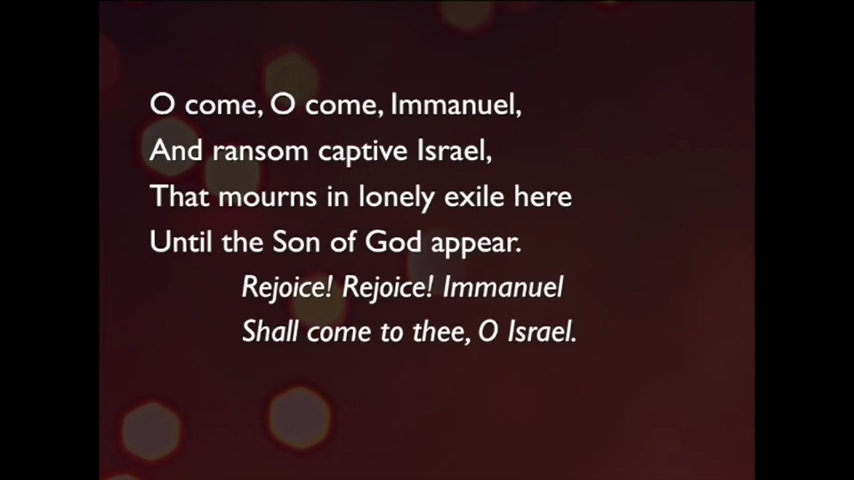 O come, O come, Immanuel,
And ransom captive Israel,
That mourns in lonely exile here
Until the Son of God appear.
Rejoice! Rejoice! Immanuel
Shall come to thee, O Israel.